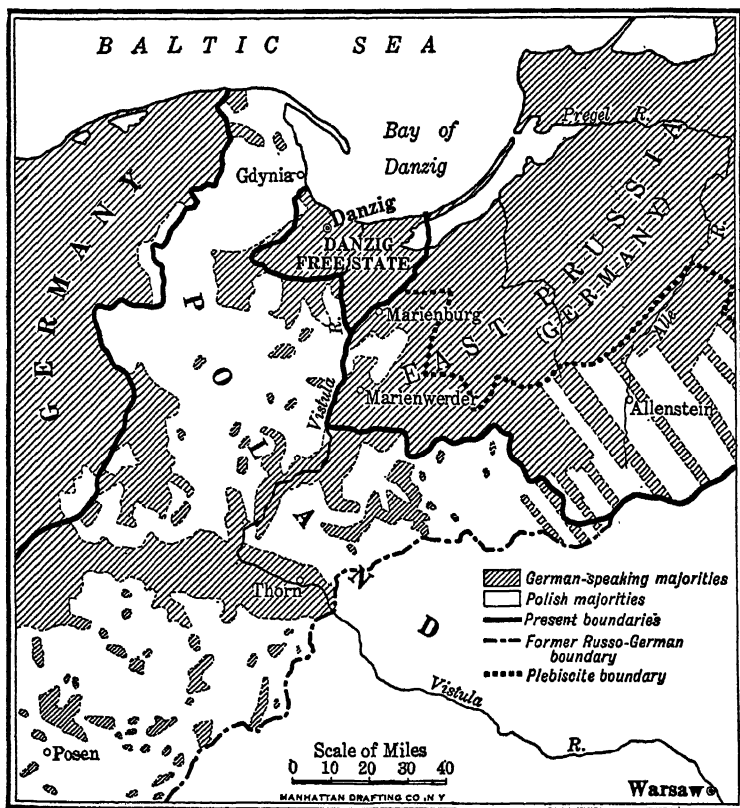 BALTIC SEA
Pregel R.
Bay of
Danzig
Gdynia
Danzig
DANZIG
FREE STATE
GERMANY
EAST PRUSSIA
GERMANY
R.
Alle
R.
Marienburg
POLAND
Vistula
Marienwerder
Allenstein
Thorn
German-speaking majorities
Polish majorities
Present boundaries
Former Russo-German
boundary
Plebiscite boundary
Vistula R.
Posen
Scale of Miles
0 10 20 30 40
MANHATTAN DRAFTING CO. N Y
Warsaw